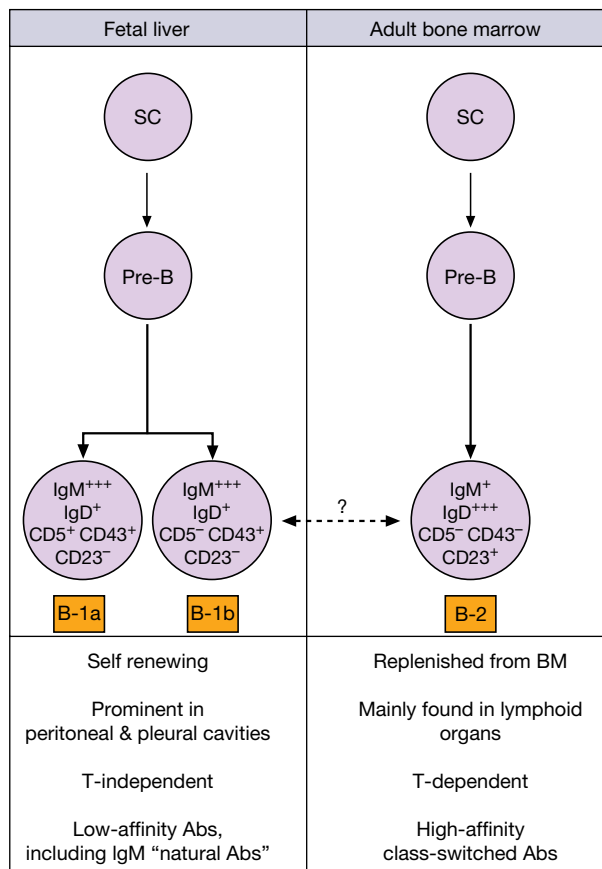 Fetal liver
Adult bone marrow
SC
SC
Pre-B
Pre-B
IgM+++
IgD+
CD5+ CD43+
CD23−
IgM+++
IgD+
CD5− CD43+
CD23−
?
IgM+
IgD+++
CD5− CD43−
CD23+
B-1a
B-1b
B-2
Self renewing
Prominent in
peritoneal & pleural cavities
T-independent
Low-affinity Abs,
including IgM “natural Abs”
Replenished from BM
Mainly found in lymphoid
organs
T-dependent
High-affinity
class-switched Abs